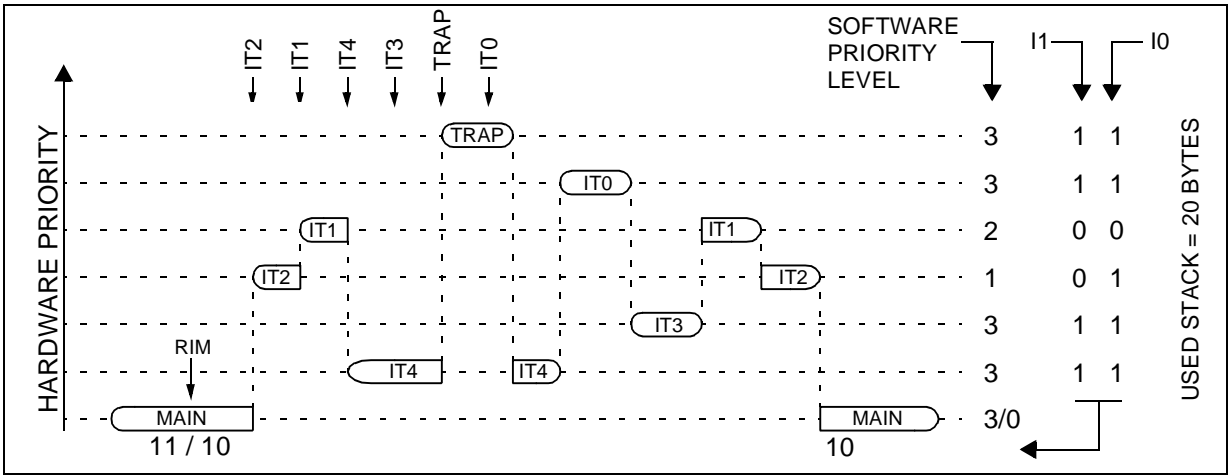 IT2
IT1
IT4
IT3
TRAP
IT0
SOFTWARE
PRIORITY
LEVEL
I1
I0
HARDWARE PRIORITY
TRAP
3 1 1
IT0
3 1 1
IT1
IT1
2 0 0
IT2
IT2
1 0 1
IT3
3 1 1
RIM
IT4
IT4
3 1 1
MAIN
MAIN
3/0
11 / 10
10
USED STACK = 20 BYTES